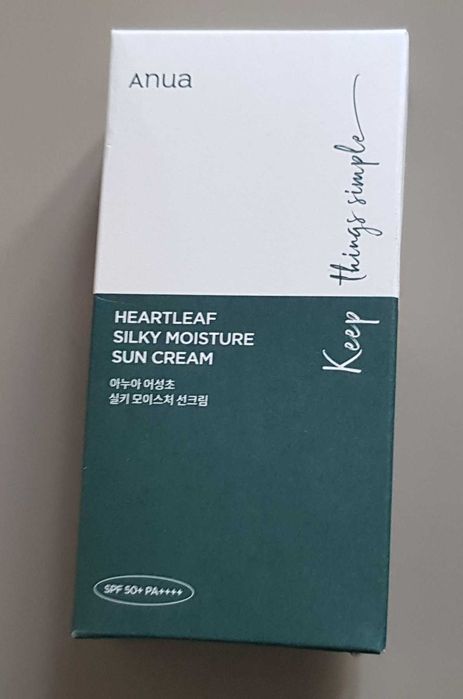 Anua
Keep things simple
HEARTLEAF
SILKY MOISTURE
SUN CREAM
아누아 어성초
실키 모이스처 선크림
SPF 50+ PA++++